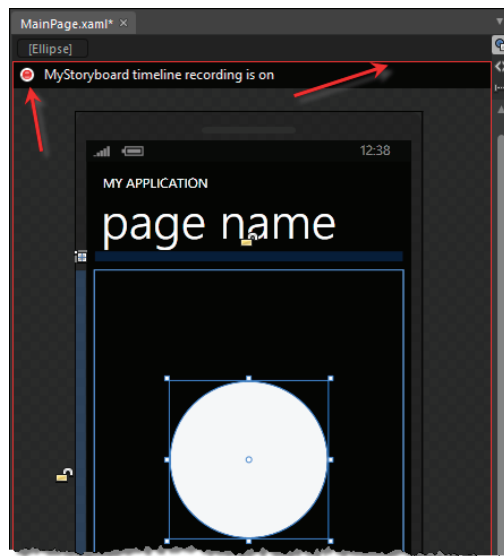 MainPage.xaml* ×
[Ellipse]
MyStoryboard timeline recording is on
12:38
MY APPLICATION
page name